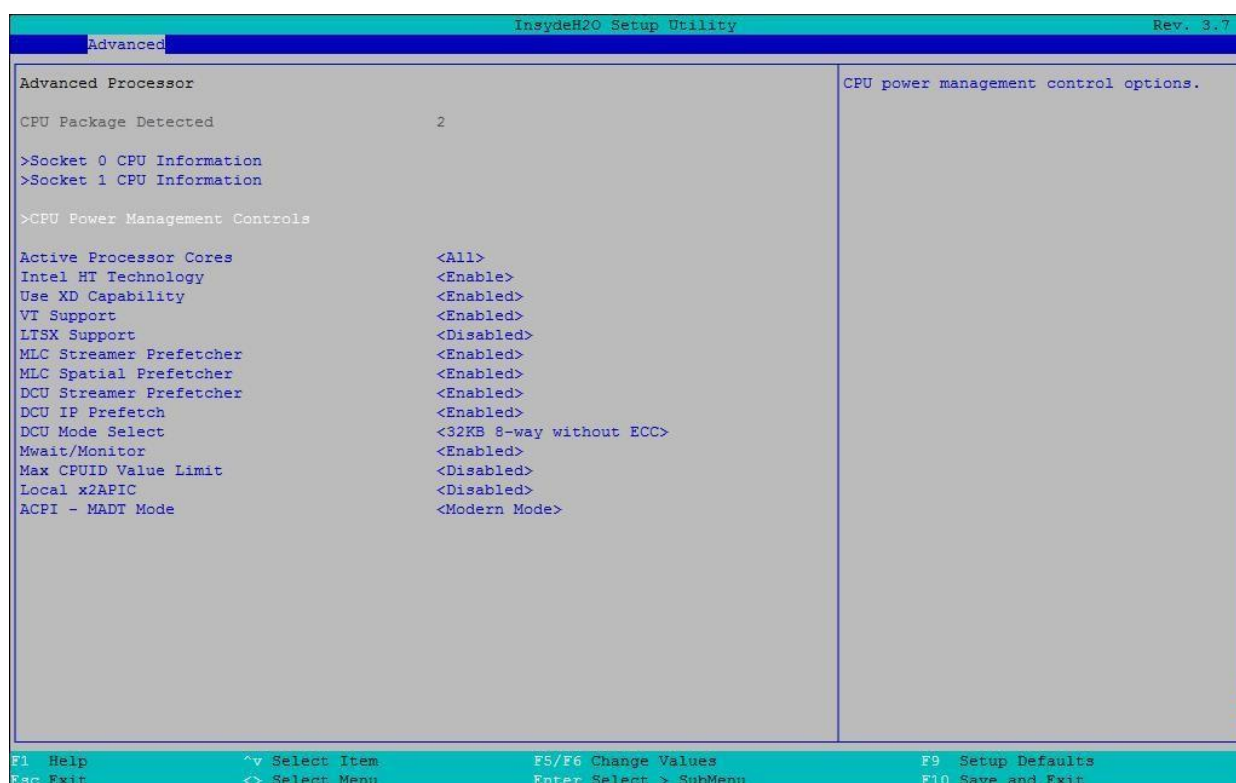 InsydeH2O Setup Utility Rev. 3.7
Advanced
Advanced Processor
CPU power management control options.
CPU Package Detected 2
>Socket 0 CPU Information
>Socket 1 CPU Information
>CPU Power Management Controls
Active Processor Cores <All>
Intel HT Technology <Enable>
Use XD Capability <Enabled>
VT Support <Enabled>
LTSX Support <Disabled>
MLC Streamer Prefetcher <Enabled>
MLC Spatial Prefetcher <Enabled>
DCU Streamer Prefetcher <Enabled>
DCU IP Prefetch <Enabled>
DCU Mode Select <32KB 8-way without ECC>
Mwait/Monitor <Enabled>
Max CPUID Value Limit <Disabled>
Local x2APIC <Disabled>
ACPI - MADT Mode <Modern Mode>
F1 Help ^v Select Item F5/F6 Change Values F9 Setup Defaults
Esc Exit <> Select Menu Enter Select > SubMenu F10 Save and Exit